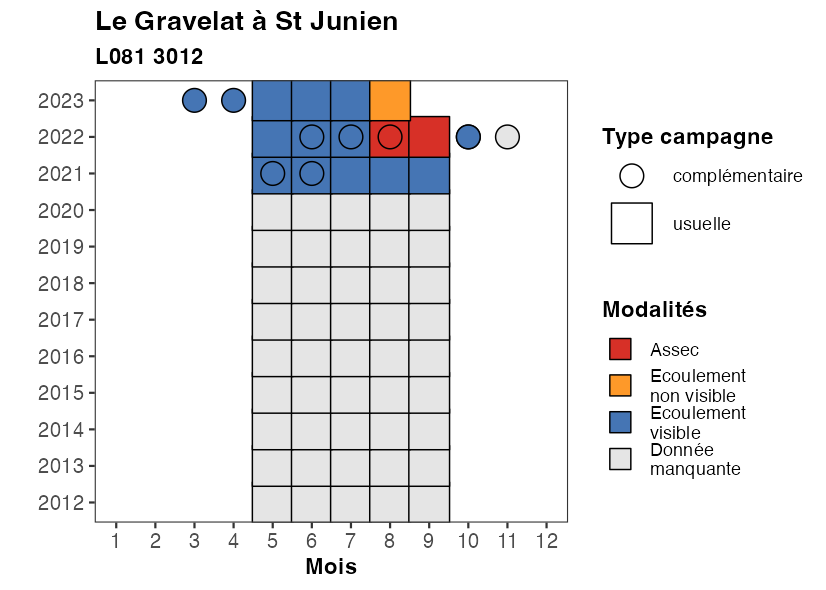 Le Gravelat à St Junien
L081 3012
2023
2022
2021
2020
2019
2018
2017
2016
2015
2014
2013
2012
1 2 3 4 5 6 7 8 9 10 11 12
Mois
Type campagne
complémentaire
usuelle
Modalités
Assec
Ecoulement
non visible
Ecoulement
visible
Donnée
manquante